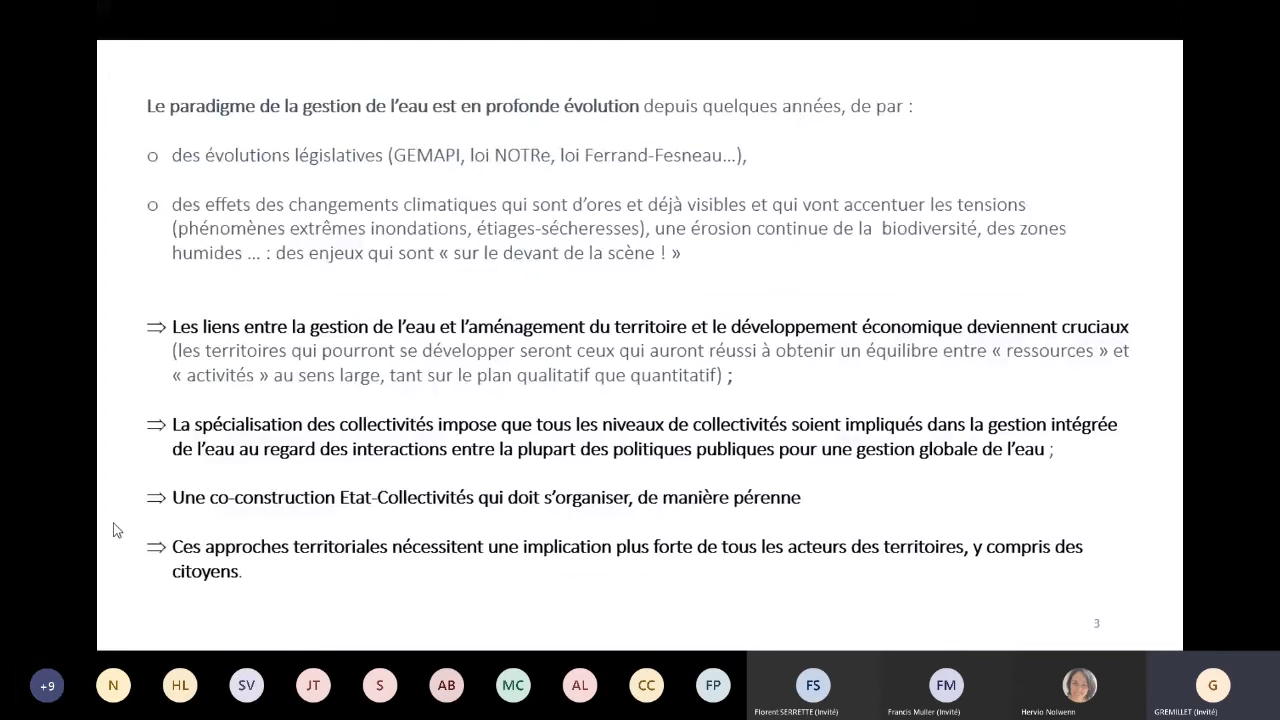 Le paradigme de la gestion de l’eau est en profonde évolution depuis quelques années, de par :
o des évolutions législatives (GEMAPI, loi NOTRe, loi Ferrand-Fesneau…),
o des effets des changements climatiques qui sont d’ores et déjà visibles et qui vont accentuer les tensions
(phénomènes extrêmes inondations, étiages-sécheresses), une érosion continue de la biodiversité, des zones
humides … : des enjeux qui sont « sur le devant de la scène ! »
⇒ Les liens entre la gestion de l’eau et l’aménagement du territoire et le développement économique deviennent cruciaux
(les territoires qui pourront se développer seront ceux qui auront réussi à obtenir un équilibre entre « ressources » et
« activités » au sens large, tant sur le plan qualitatif que quantitatif) ;
⇒ La spécialisation des collectivités impose que tous les niveaux de collectivités soient impliqués dans la gestion intégrée
de l’eau au regard des interactions entre la plupart des politiques publiques pour une gestion globale de l’eau ;
⇒ Une co-construction Etat-Collectivités qui doit s’organiser, de manière pérenne
⇒ Ces approches territoriales nécessitent une implication plus forte de tous les acteurs des territoires, y compris des
citoyens.
3
+9 N HL SV JT S AB MC AL CC FP FS FM G
Florent SERRETTE (Invité) Francis Muller (Invité) Hervio Nolwenn GREMILLET (Invité)